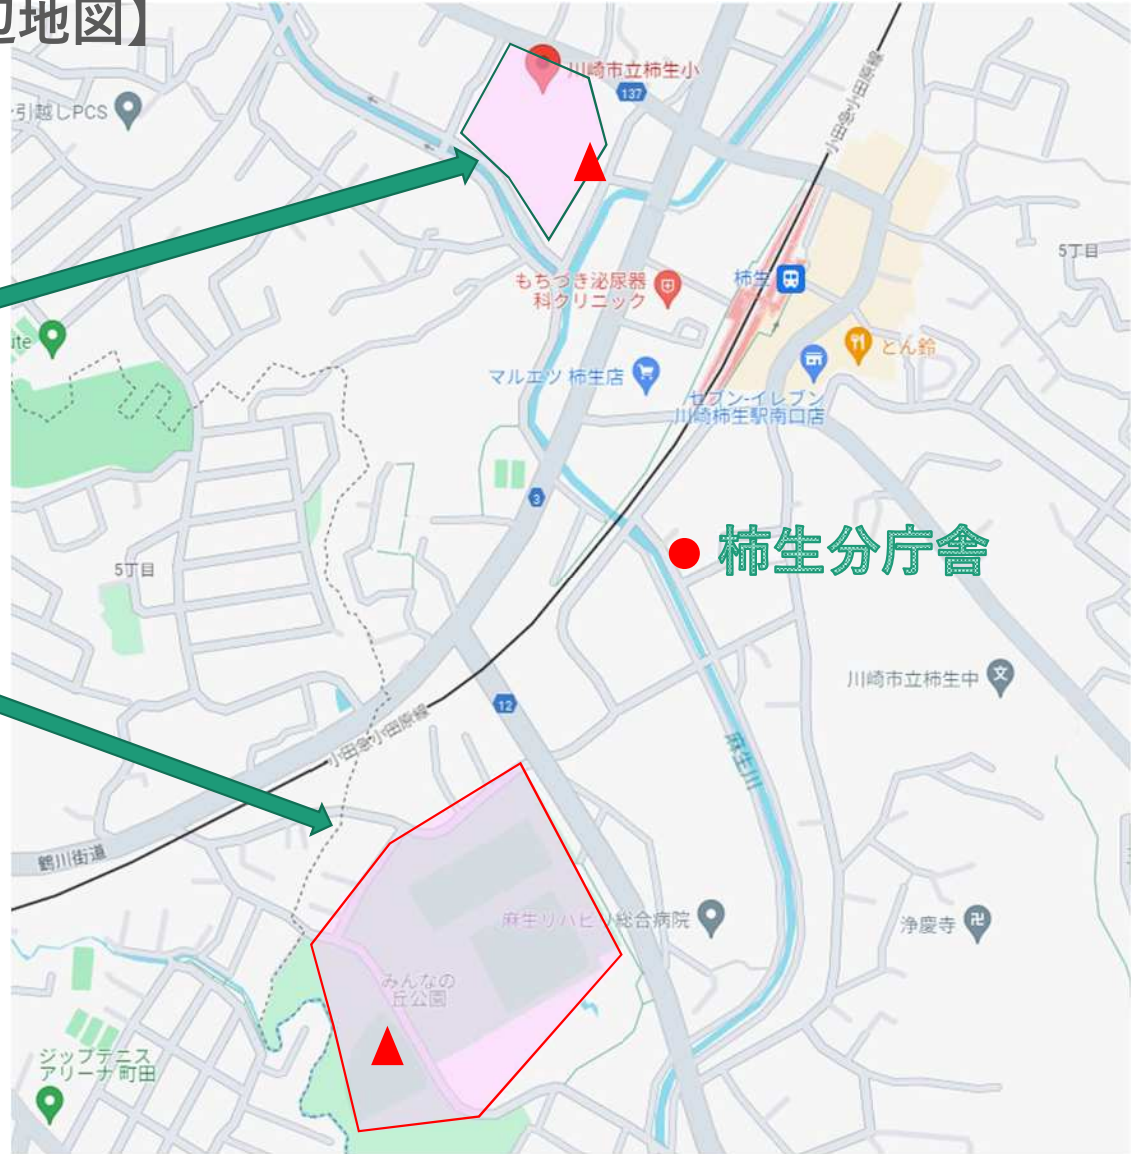 辺地図】
川崎市立柿生小
137
引越しPCS
小田急小田原線
5丁目
柿生
もちづき泌尿器
科クリニック
とん鈴
マルエツ 柿生店
セブン-イレブン
川崎柿生駅南口店
3
柿生分庁舎
5丁目
川崎市立柿生中
12
小田急小田原線
麻生川
鶴川街道
麻生リハビリ総合病院
浄慶寺
みんなの
丘公園
ジップテニス
アリーナ 町田